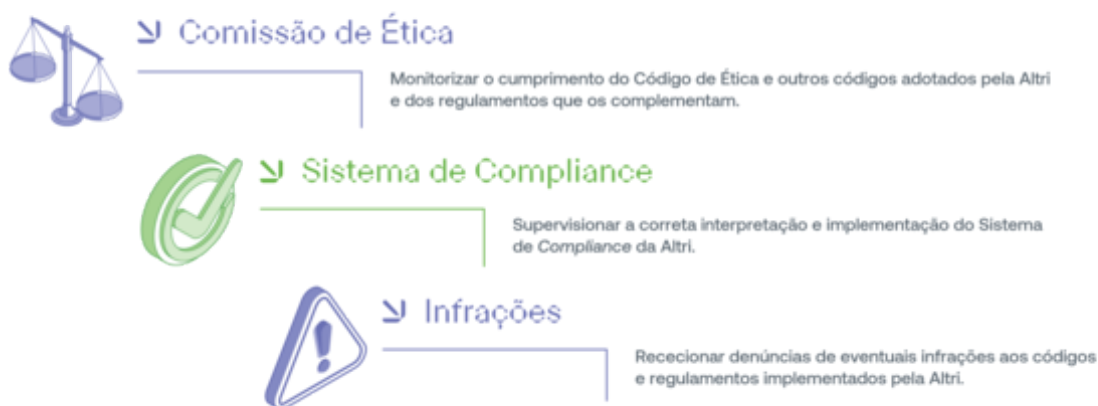 Comissão de Ética
Monitorizar o cumprimento do Código de Ética e outros códigos adotados pela Altri
e dos regulamentos que os complementam.
Sistema de Compliance
Supervisionar a correta interpretação e implementação do Sistema
de Compliance da Altri.
Infrações
Rececionar denúncias de eventuais infrações aos códigos
e regulamentos implementados pela Altri.